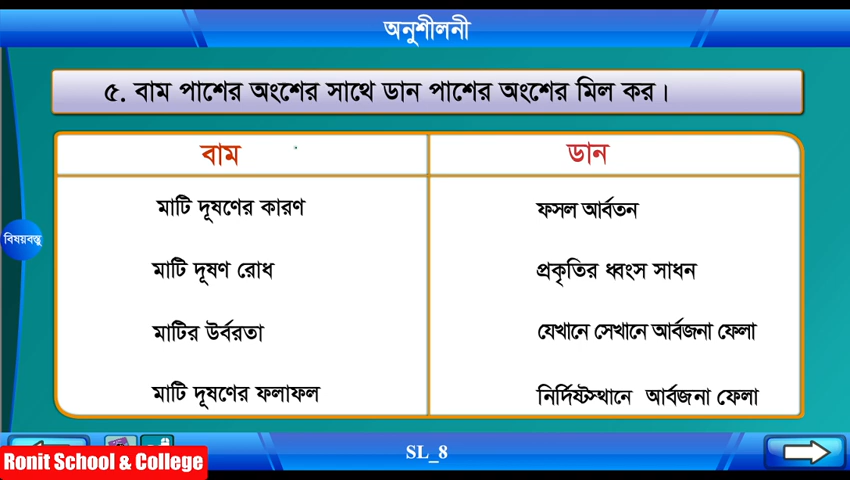 অনুশীলনী
৫. বাম পাশের অংশের সাথে ডান পাশের অংশের মিল কর।
বাম ডান
মাটি দূষণের কারণ ফসল আর্বতন
মাটি দূষণ রোধ প্রকৃতির ধ্বংস সাধন
মাটির উর্বরতা যেখানে সেখানে আর্বজনা ফেলা
মাটি দূষণের ফলাফল নির্দিষ্টস্থানে আর্বজনা ফেলা
বিষয়বস্তু
SL_8
Ronit School & College